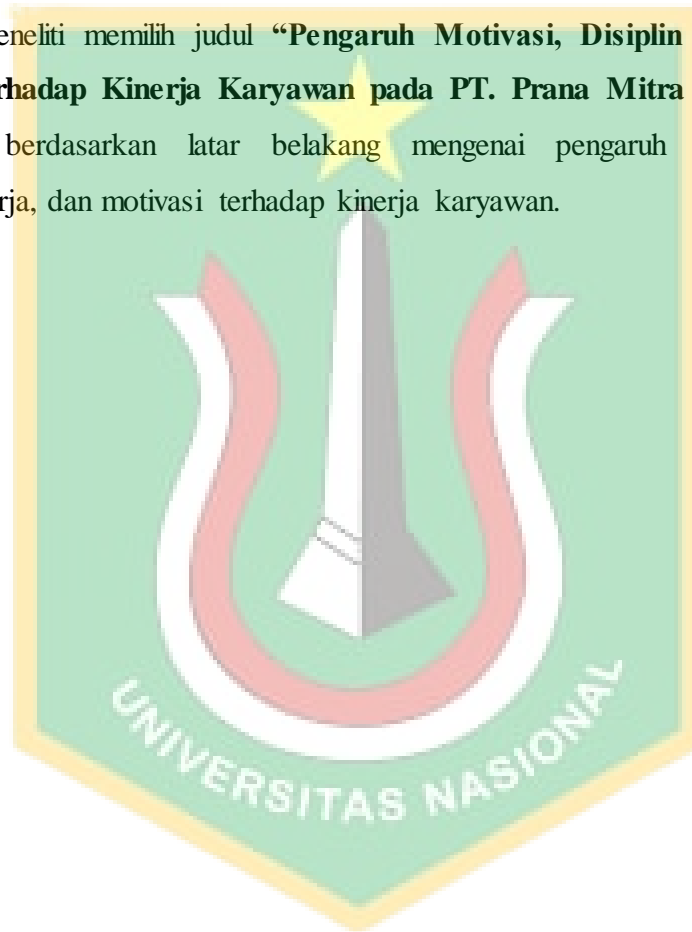 eneliti memilih judul “Pengaruh Motivasi, Disiplin
rhadap Kinerja Karyawan pada PT. Prana Mitra
berdasarkan latar belakang mengenai pengaruh
rja, dan motivasi terhadap kinerja karyawan.
UNIVERSITAS NASIONAL